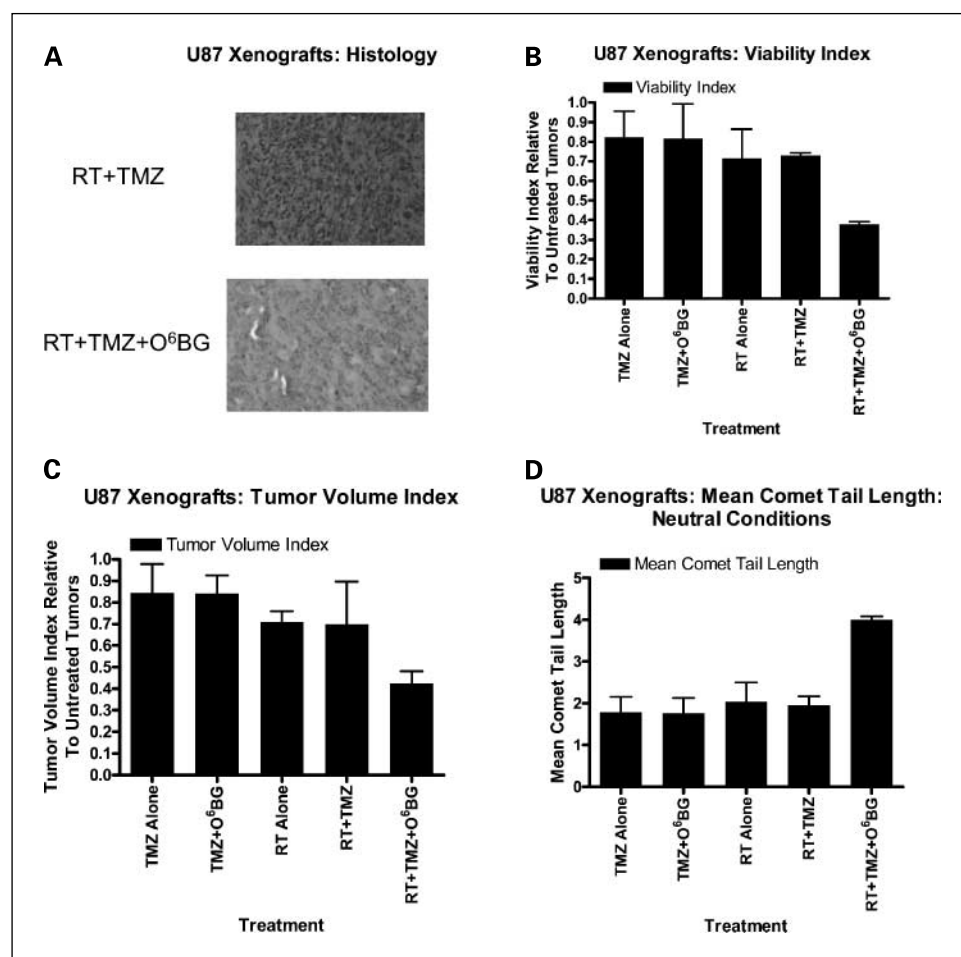 A
U87 Xenografts: Histology
RT+TMZ
RT+TMZ+O⁶BG
B
U87 Xenografts: Viability Index
Viability Index
Viability Index Relative
To Untreated Tumors
1.0
0.9
0.8
0.7
0.6
0.5
0.4
0.3
0.2
0.1
0.0
TMZ Alone
TMZ+O⁶BG
RT Alone
RT+TMZ
RT+TMZ+O⁶BG
Treatment
C
U87 Xenografts: Tumor Volume Index
Tumor Volume Index
Tumor Volume Index Relative
To Untreated Tumors
1.0
0.9
0.8
0.7
0.6
0.5
0.4
0.3
0.2
0.1
0.0
TMZ Alone
TMZ+O⁶BG
RT Alone
RT+TMZ
RT+TMZ+O⁶BG
Treatment
D
U87 Xenografts: Mean Comet Tail Length:
Neutral Conditions
Mean Comet Tail Length
Mean Comet Tail Length
5
4
3
2
1
0
TMZ Alone
TMZ+O⁶BG
RT Alone
RT+TMZ
RT+TMZ+O⁶BG
Treatment